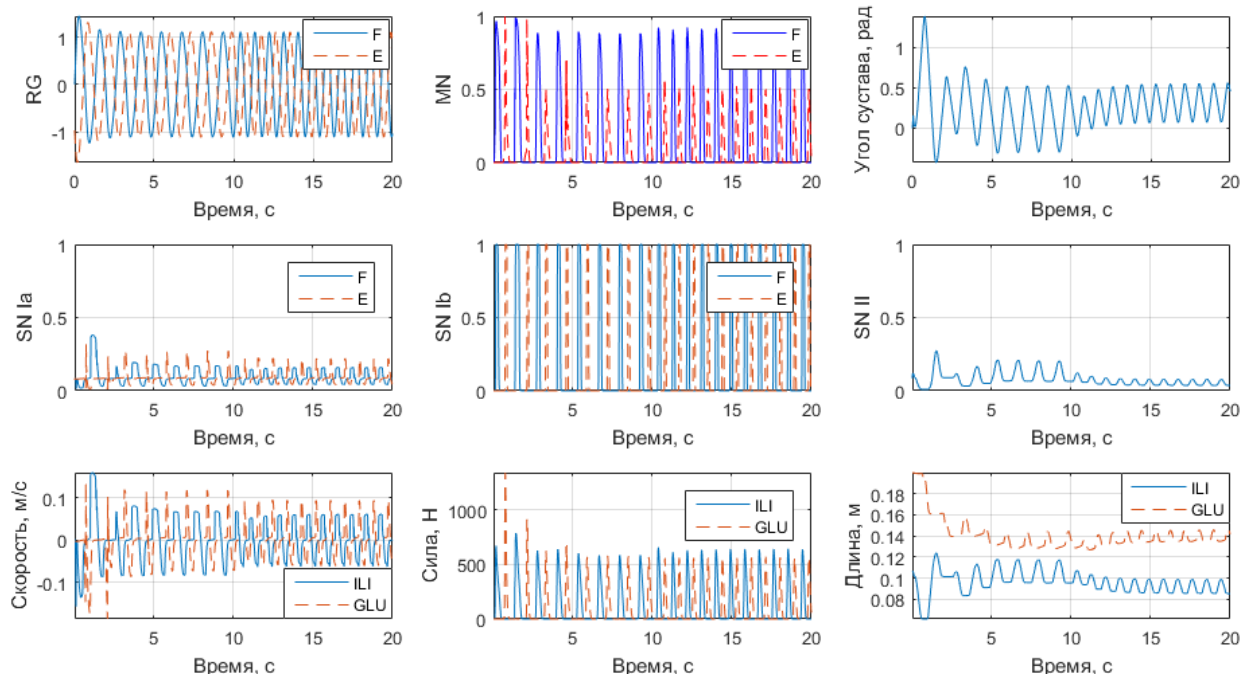 RG
1
0
-1
F
E
0
5
10
15
20
Время, с
MN
1
0.5
0
F
E
5
10
15
20
Время, с
Угол сустава, рад
1
0.5
0
0
5
10
15
20
Время, с
SN Ia
1
0.5
0
F
E
5
10
15
20
Время, с
SN Ib
1
0.5
0
F
E
5
10
15
20
Время, с
SN II
1
0.5
0
5
10
15
20
Время, с
Скорость, м/с
0.1
0
-0.1
ILI
GLU
5
10
15
20
Время, с
Сила, Н
1000
500
0
ILI
GLU
5
10
15
20
Время, с
Длина, м
0.18
0.16
0.14
0.12
0.1
0.08
ILI
GLU
5
10
15
20
Время, с